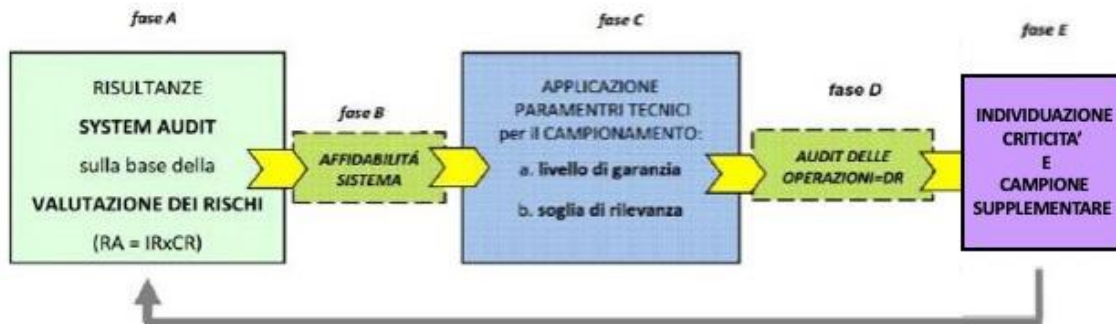 fase A
RISULTANZE
SYSTEM AUDIT
sulla base della
VALUTAZIONE DEI RISCHI
(RA = IRxCR)
fase B
AFFIDABILITÁ
SISTEMA
fase C
APPLICAZIONE
PARAMENTRI TECNICI
per il CAMPIONAMENTO:
a. livello di garanzia
b. soglia di rilevanza
fase D
AUDIT DELLE
OPERAZIONI=DR
fase E
INDIVIDUAZIONE
CRITICITA'
E
CAMPIONE
SUPPLEMENTARE